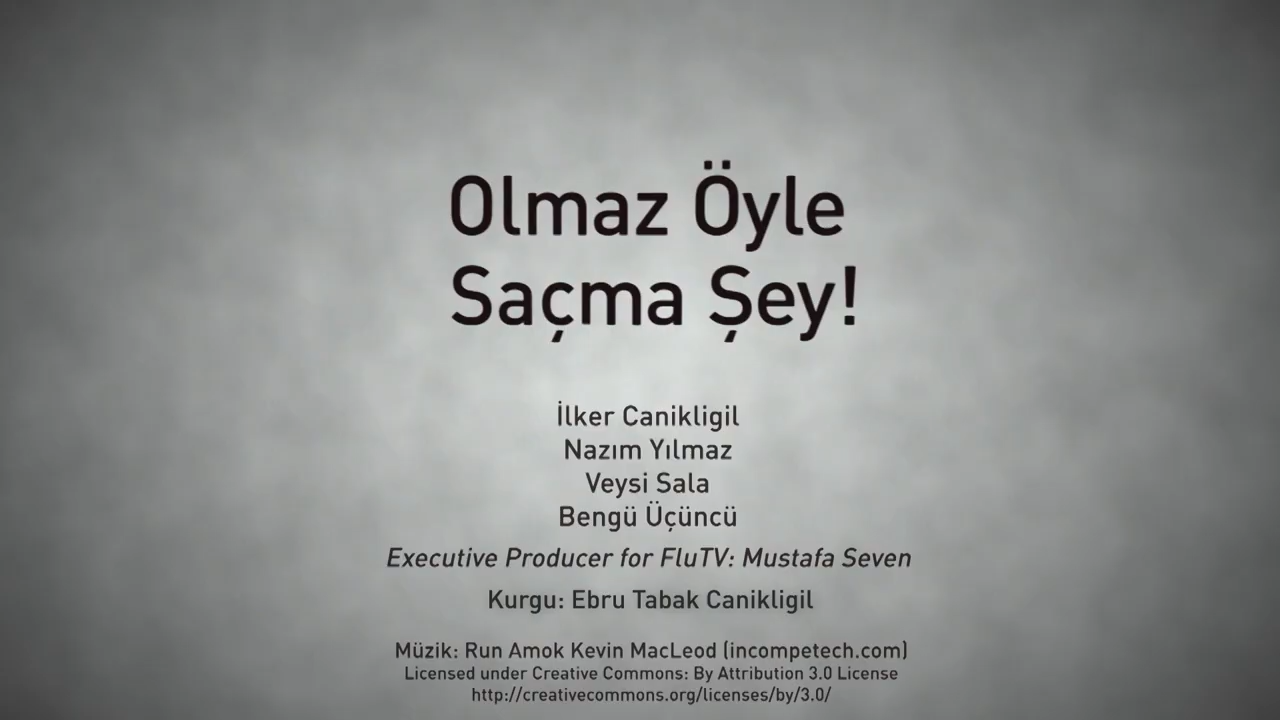 Olmaz Öyle
Saçma Şey!
İlker Canikligil
Nazım Yılmaz
Veysi Sala
Bengü Üçüncü
Executive Producer for FluTV: Mustafa Seven
Kurgu: Ebru Tabak Canikligil
Müzik: Run Amok Kevin MacLeod (incompetech.com)
Licensed under Creative Commons: By Attribution 3.0 License
http://creativecommons.org/licenses/by/3.0/